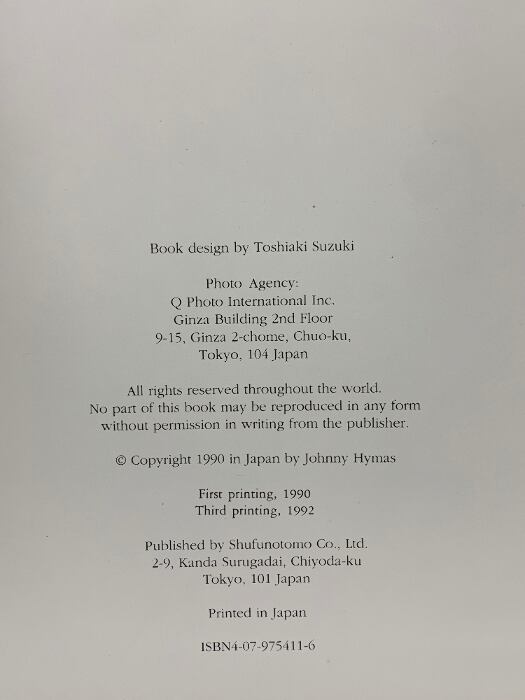 Book design by Toshiaki Suzuki
Photo Agency:
Q Photo International Inc.
Ginza Building 2nd Floor
9-15, Ginza 2-chome, Chuo-ku,
Tokyo, 104 Japan
All rights reserved throughout the world.
No part of this book may be reproduced in any form
without permission in writing from the publisher.
© Copyright 1990 in Japan by Johnny Hymas
First printing, 1990
Third printing, 1992
Published by Shufunotomo Co., Ltd.
2-9, Kanda Surugadai, Chiyoda-ku
Tokyo, 101 Japan
Printed in Japan
ISBN4-07-975411-6